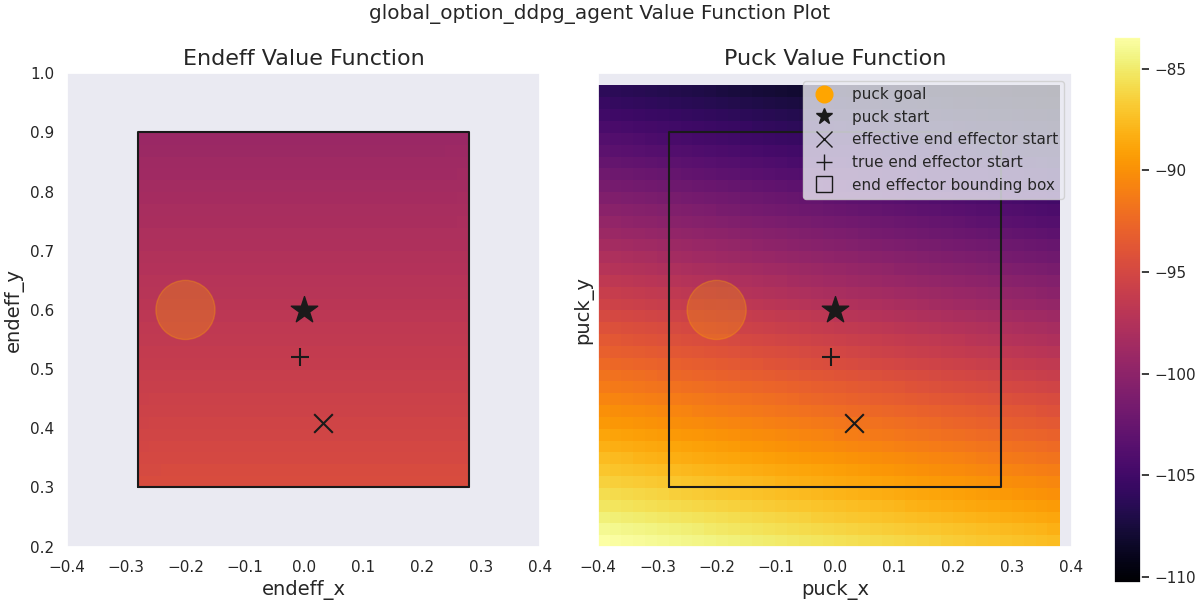 global_option_ddpg_agent Value Function Plot
Endeff Value Function
1.0
0.9
0.8
0.7
0.6
0.5
0.4
0.3
0.2
endeff_y
−0.4 −0.3 −0.2 −0.1 0.0 0.1 0.2 0.3 0.4
endeff_x
Puck Value Function
puck goal
puck start
effective end effector start
true end effector start
end effector bounding box
puck_y
−0.4 −0.3 −0.2 −0.1 0.0 0.1 0.2 0.3 0.4
puck_x
−85
−90
−95
−100
−105
−110